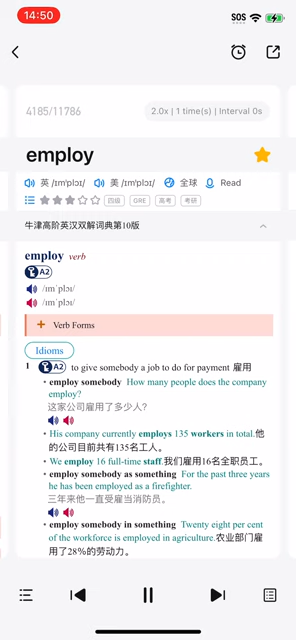 14:50
SOS
4185/11786
2.0x | 1 time(s) | Interval 0s
employ
英 /ɪmˈplɔɪ/ 美 /ɪmˈplɔɪ/ 全球 Read
四级 GRE 高考 考研
牛津高阶英汉双解词典第10版
employ verb
A2
/ɪmˈplɔɪ/
/ɪmˈplɔɪ/
+ Verb Forms
Idioms
1 A2 to give somebody a job to do for payment 雇用
• employ somebody How many people does the company
employ?
这家公司雇用了多少人?
• His company currently employs 135 workers in total.他
的公司目前共有135名工人。
• We employ 16 full-time staff.我们雇用16名全职员工。
• employ somebody as something For the past three years
he has been employed as a firefighter.
三年来他一直受雇当消防员。
• employ somebody in something Twenty eight per cent
of the workforce is employed in agriculture.农业部门雇
用了28%的劳动力。